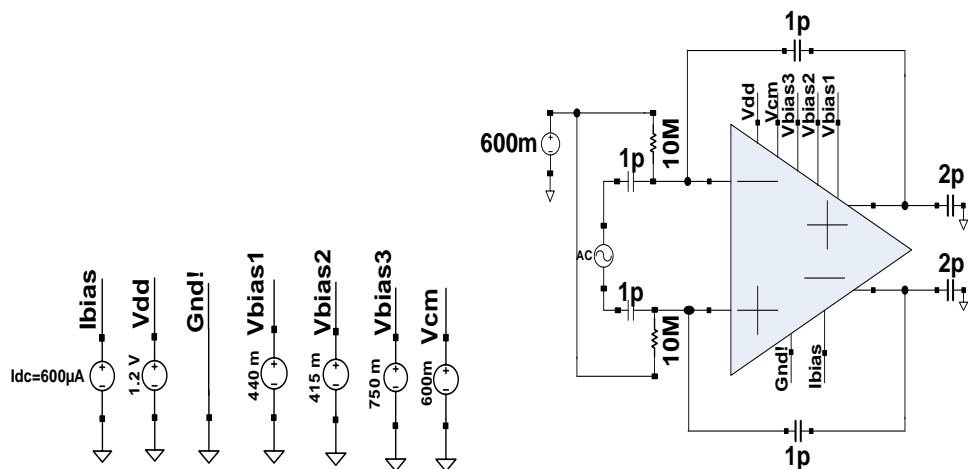 1p
Vdd
Vcm
Vbias3
Vbias2
Vbias1
600m
10M
1p
2p
AC
1p
10M
2p
Gnd!
Ibias
1p
Ibias
Vdd
Gnd!
Vbias1
Vbias2
Vbias3
Vcm
Idc=600µA
1.2 V
440 m
415 m
750 m
600m